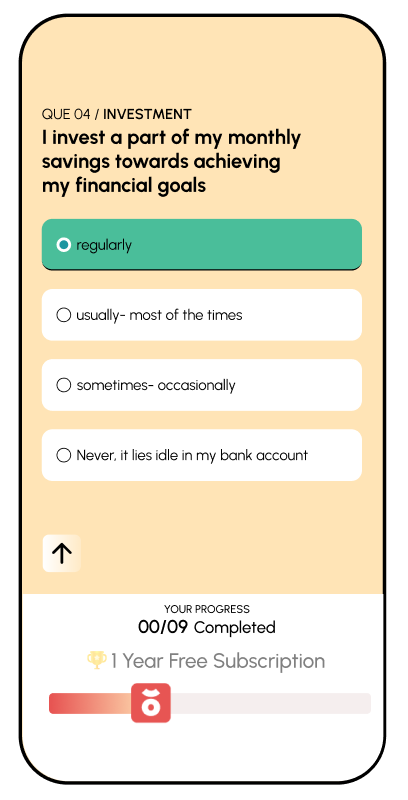 QUE 04 / INVESTMENT
I invest a part of my monthly
savings towards achieving
my financial goals
regularly
usually- most of the times
sometimes- occasionally
Never, it lies idle in my bank account
YOUR PROGRESS
00/09 Completed
1 Year Free Subscription